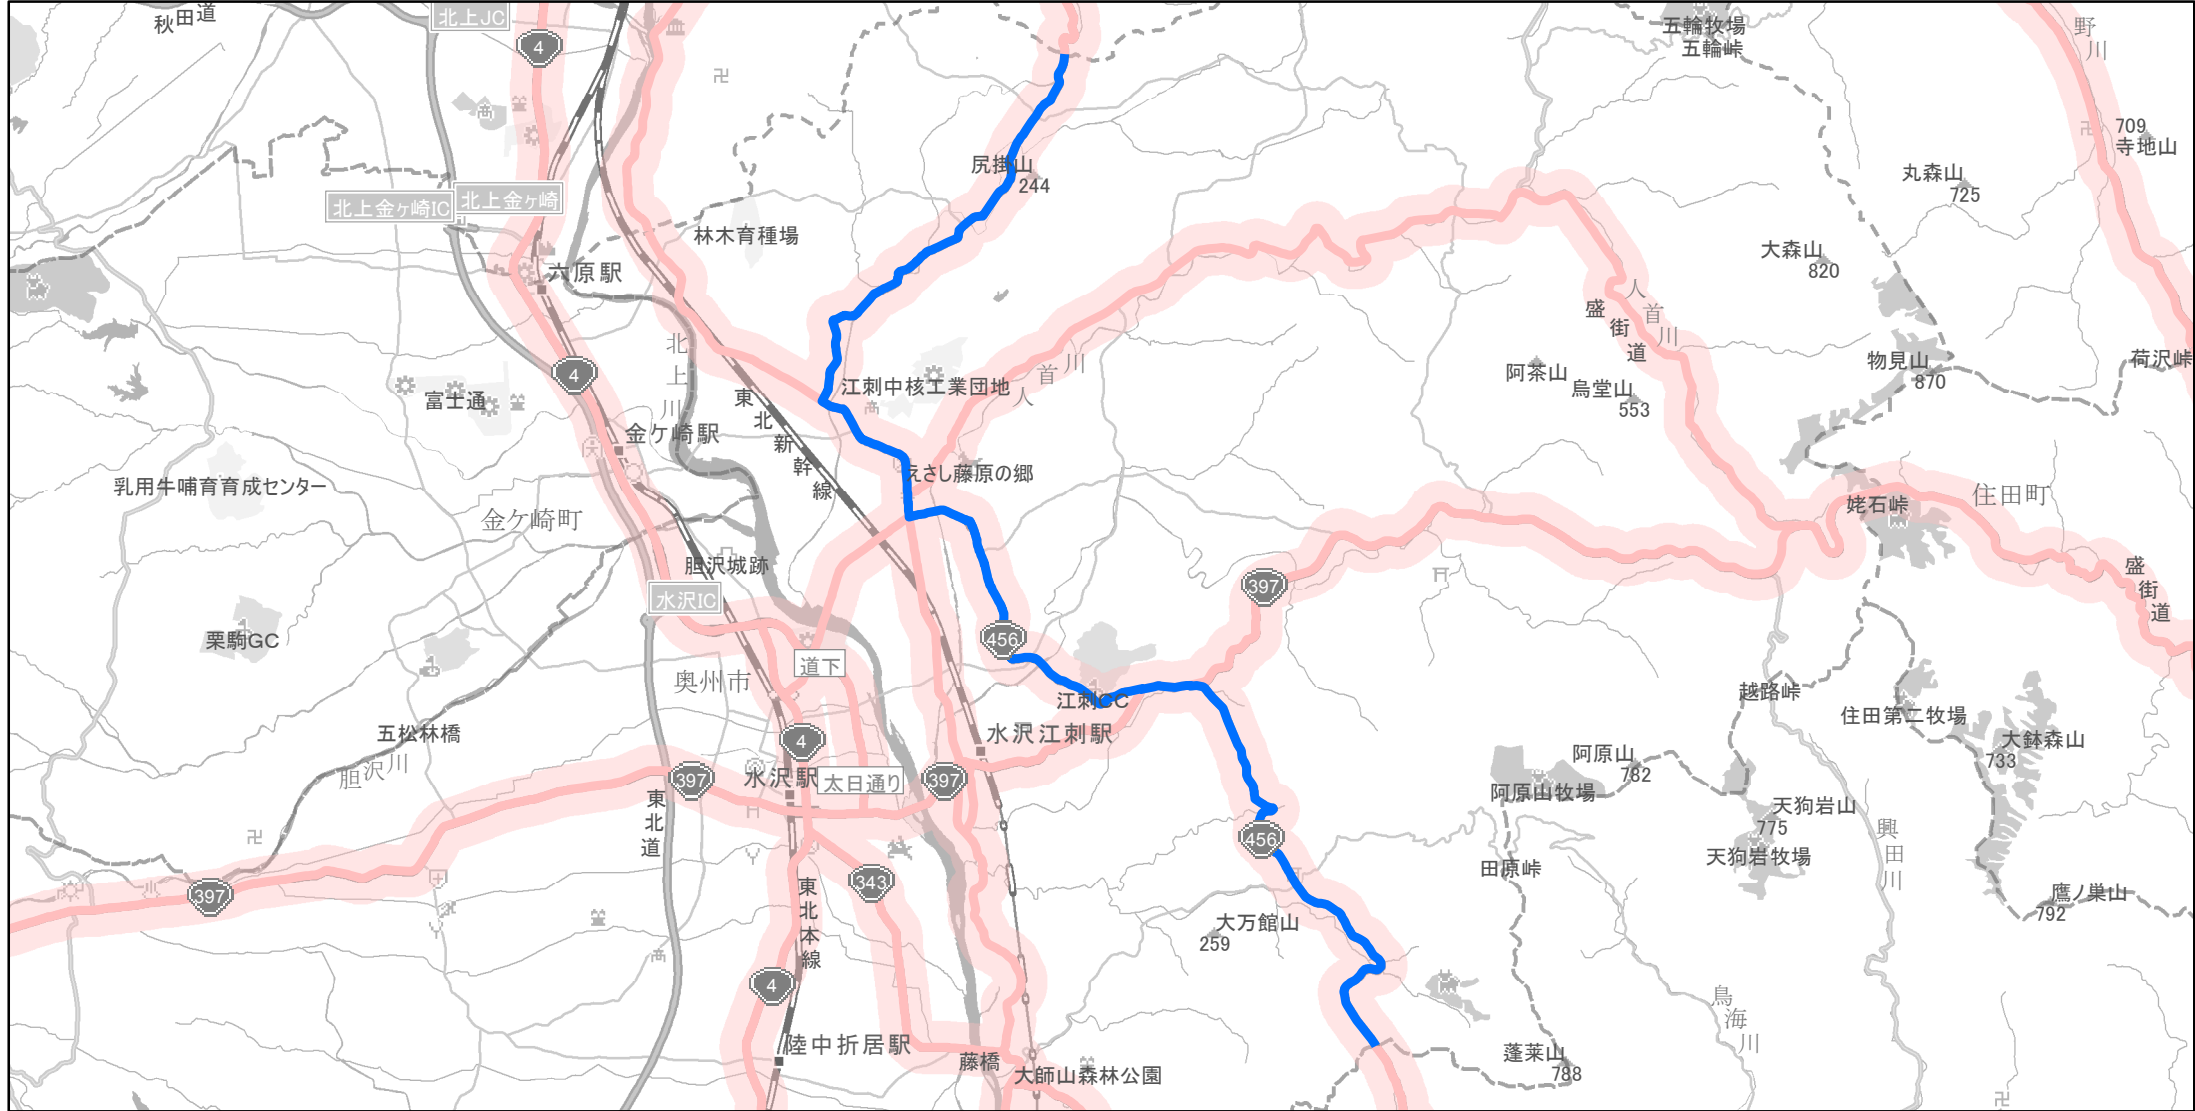 秋田道
北上JC
4
五輪牧場
五輪峠
野川
709
寺地山
尻掛山
244
丸森山
725
北上金ヶ崎IC
北上金ヶ崎
林木育種場
六原駅
大森山
820
人首川
盛街道
北上川
4
富士通
江刺中核工業団地
人首川
東北新幹線
阿茶山
烏堂山
553
物見山
870
荷沢峠
金ケ崎駅
えさし藤原の郷
乳用牛哺育育成センター
金ケ崎町
姥石峠
住田町
胆沢城跡
水沢IC
397
盛街道
栗駒GC
456
道下
奥州市
江刺CC
越路峠
住田第二牧場
五松林橋
胆沢川
4
水沢江刺駅
阿原山
782
大鉢森山
733
397
水沢駅
太日通り
397
阿原山牧場
東北道
天狗岩山
775
456
興田川
天狗岩牧場
田原峠
343
397
東北本線
大万館山
259
鷹ノ巣山
792
4
鳥海川
陸中折居駅
藤橋
大師山森林公園
蓬莱山
788